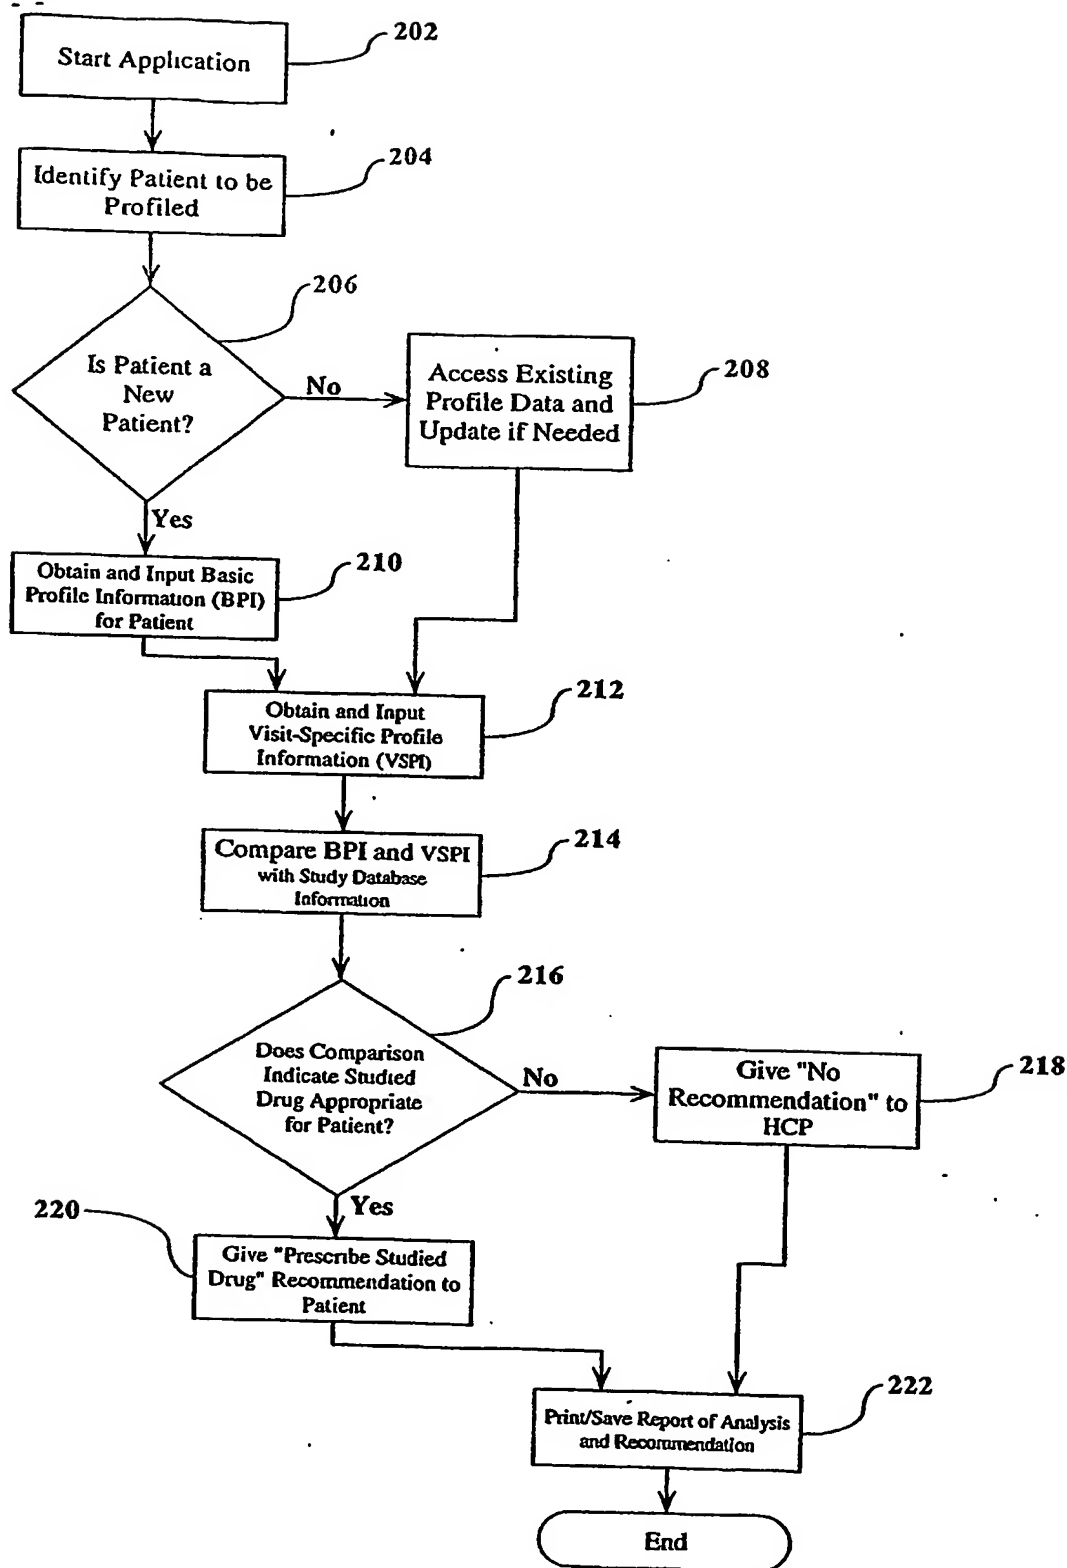 202
Start Application
204
Identify Patient to be
Profiled
206
Is Patient a
New
Patient?
No
Access Existing
Profile Data and
Update if Needed
208
Yes
Obtain and Input Basic
Profile Information (BPI)
for Patient
210
Obtain and Input
Visit-Specific Profile
Information (VSPI)
212
Compare BPI and VSPI
with Study Database
Information
214
216
Does Comparison
Indicate Studied
Drug Appropriate
for Patient?
No
Give "No
Recommendation" to
HCP
218
Yes
220
Give "Prescribe Studied
Drug" Recommendation to
Patient
222
Print/Save Report of Analysis
and Recommendation
End